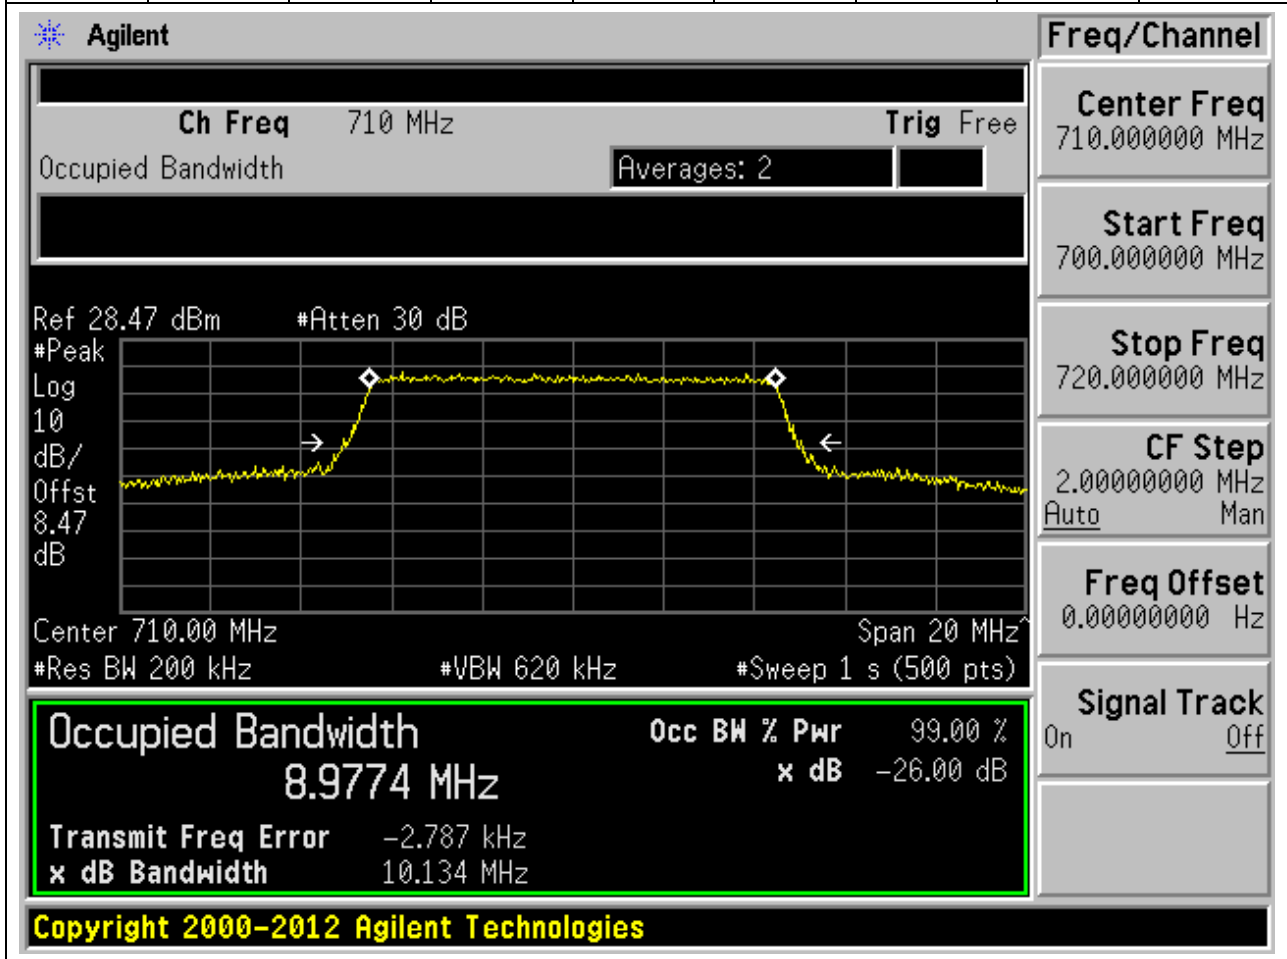 Agilent
Freq/Channel
Ch Freq 710 MHz Trig Free
Occupied Bandwidth Averages: 2
Center Freq
710.000000 MHz
Start Freq
700.000000 MHz
Stop Freq
720.000000 MHz
CF Step
2.00000000 MHz
Auto Man
Freq Offset
0.00000000 Hz
Signal Track
On Off
Ref 28.47 dBm #Atten 30 dB
#Peak
Log
10
dB/
Offst
8.47
dB
Center 710.00 MHz Span 20 MHz^
#Res BW 200 kHz #VBW 620 kHz #Sweep 1 s (500 pts)
Occupied Bandwidth Occ BW % Pwr 99.00 %
8.9774 MHz x dB -26.00 dB
Transmit Freq Error -2.787 kHz
x dB Bandwidth 10.134 MHz
Copyright 2000-2012 Agilent Technologies